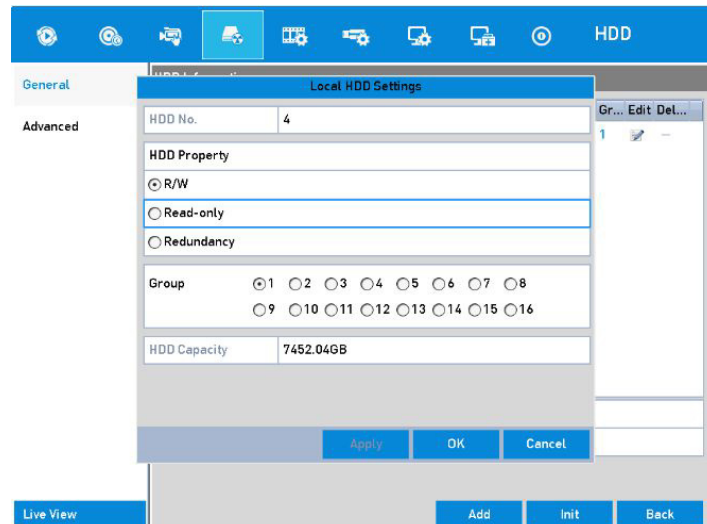 HDD
General
Advanced
Local HDD Settings
HDD No. 4
HDD Property
R/W
Read-only
Redundancy
Group 1 2 3 4 5 6 7 8
9 10 11 12 13 14 15 16
HDD Capacity 7452.04GB
Apply OK Cancel
Gr... Edit Del...
1 —
Live View Add Init Back